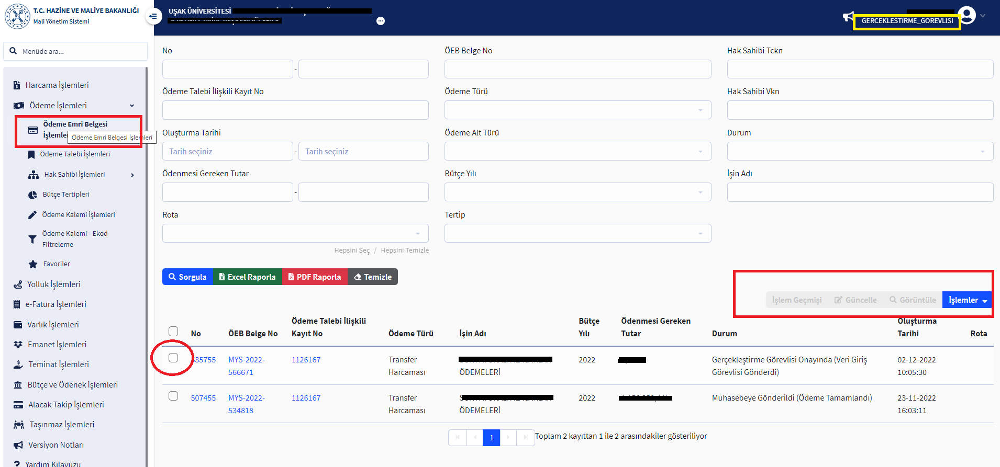 T.C. HAZİNE VE MALİYE BAKANLIĞI
Mali Yönetim Sistemi
UŞAK ÜNİVERSİTESİ
GERCEKLESTIRME_GOREVLISI
Menüde ara...
Harcama İşlemleri
Ödeme İşlemleri
Ödeme Emri Belgesi
Ödeme Emri Belgesi İşlemleri
Ödeme Talebi İşlemleri
Hak Sahibi İşlemleri
Bütçe Tertipleri
Ödeme Kalemi İşlemleri
Ödeme Kalemi - Ekod
Filtreleme
Favoriler
Yolluk İşlemleri
e-Fatura İşlemleri
Varlık İşlemleri
Emanet İşlemleri
Teminat İşlemleri
Bütçe ve Ödenek İşlemleri
Alacak Takip İşlemleri
Taşınmaz İşlemleri
Versiyon Notları
Yardım Kılavuzu
No ÖEB Belge No Hak Sahibi Tckn
-
Ödeme Talebi İlişkili Kayıt No Ödeme Türü Hak Sahibi Vkn
Oluşturma Tarihi Ödeme Alt Türü Durum
Tarih seçiniz - Tarih seçiniz
Ödenmesi Gereken Tutar Bütçe Yılı İşin Adı
-
Rota Tertip
Hepsini Seç / Hepsini Temizle
Sorgula Excel Raporla PDF Raporla Temizle
İşlem Geçmişi Güncelle Görüntüle İşlemler
Ödeme Talebi İlişkili Bütçe Ödenmesi Gereken Oluşturma
No ÖEB Belge No Kayıt No Ödeme Türü İşin Adı Yılı Tutar Durum Tarihi Rota
35755 MYS-2022- 1126167 Transfer 2022 Gerçekleştirme Görevlisi Onayında (Veri Giriş 02-12-2022
566671 Harcaması ÖDEMELERİ Görevlisi Gönderdi) 10:05:30
507455 MYS-2022- 1126167 Transfer 2022 Muhasebeye Gönderildi (Ödeme Tamamlandı) 23-11-2022
534818 Harcaması ÖDEMELERİ 16:03:11
1 Toplam 2 kayıttan 1 ile 2 arasındakiler gösteriliyor